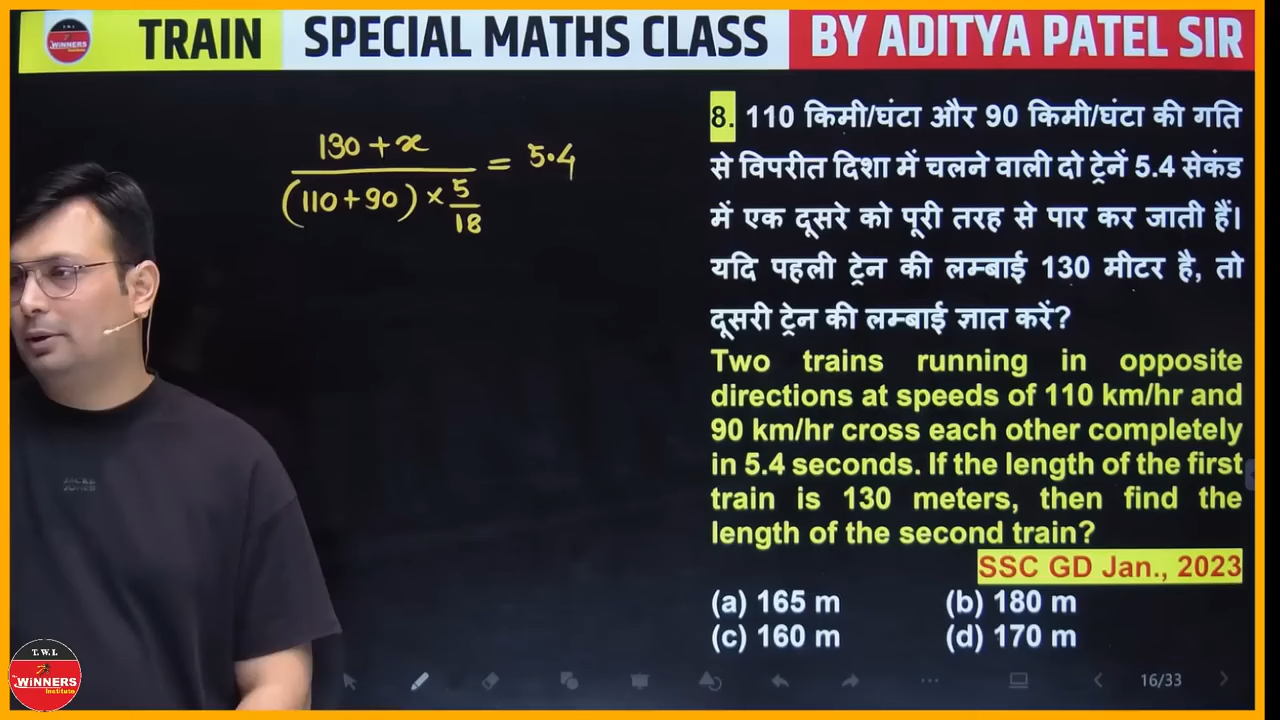 WINNERS
TRAIN SPECIAL MATHS CLASS BY ADITYA PATEL SIR
130 + x
(110+90) × 5/18 = 5.4
8. 110 किमी/घंटा और 90 किमी/घंटा की गति
से विपरीत दिशा में चलने वाली दो ट्रेनें 5.4 सेकंड
में एक दूसरे को पूरी तरह से पार कर जाती हैं।
यदि पहली ट्रेन की लम्बाई 130 मीटर है, तो
दूसरी ट्रेन की लम्बाई ज्ञात करें?
Two trains running in opposite
directions at speeds of 110 km/hr and
90 km/hr cross each other completely
in 5.4 seconds. If the length of the first
train is 130 meters, then find the
length of the second train?
SSC GD Jan., 2023
(a) 165 m (b) 180 m
(c) 160 m (d) 170 m
16/33
T.W.I.
WINNERS
Institute